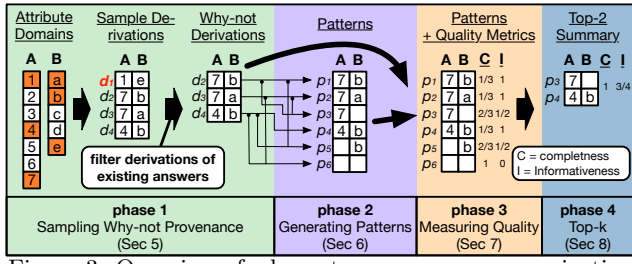 Attribute Domains
Sample De-rivations
Why-not Derivations
Patterns
Patterns + Quality Metrics
Top-2 Summary
A B
1 a
2 b
3 c
4 d
5 e
6
7
A B
d1 1 e
d2 7 b
d3 7 a
d4 4 b
filter derivations of existing answers
A B
d2 7 b
d3 7 a
d4 4 b
A B
p1 7 b
p2 7 a
p3 7
p4 4 b
p5 b
p6
A B C I
p1 7 b 1/3 1
p2 7 a 1/3 1
p3 7 2/3 1/2
p4 4 b 1/3 1
p5 b 2/3 1/2
p6 1 0
A B C I
p3 7
p4 4 b
1 3/4
C = completness
I = Informativeness
phase 1
Sampling Why-not Provenance
(Sec 5)
phase 2
Generating Patterns
(Sec 6)
phase 3
Measuring Quality
(Sec 7)
phase 4
Top-k
(Sec 8)